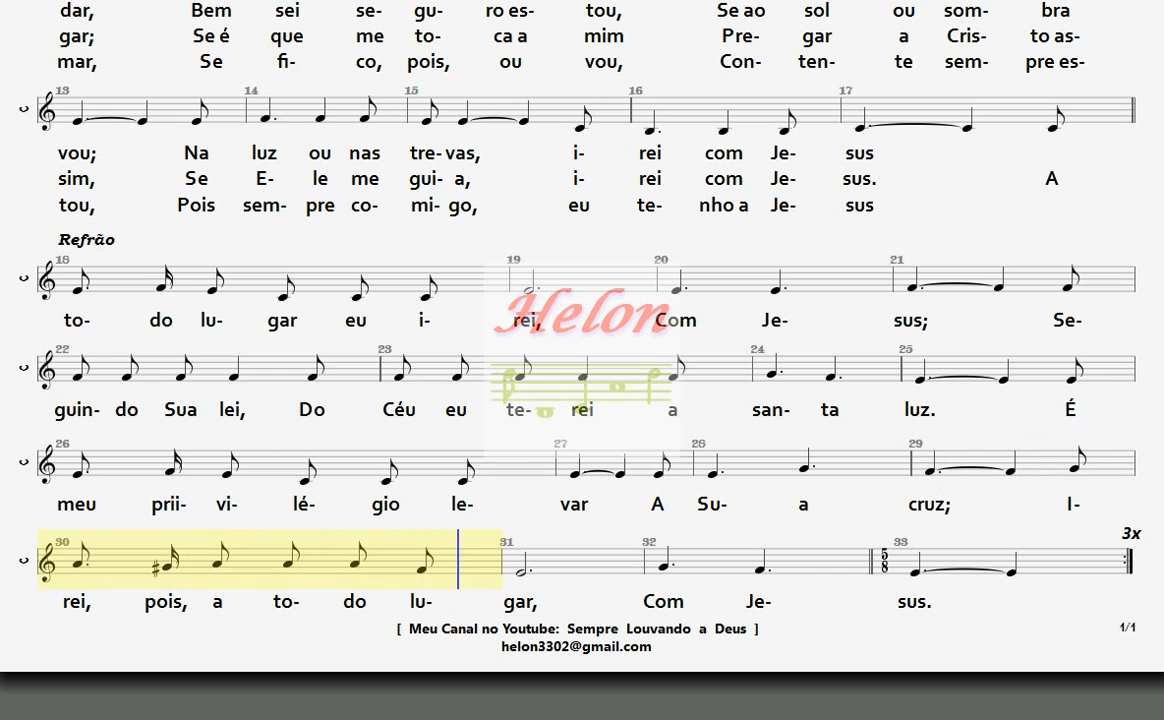 dar, Bem sei se- gu- ro es- tou, Se ao sol ou som- bra
gar; Se é que me to- ca a mim Pre- gar a Cris- to as-
mar, Se fi- co, pois, ou vou, Con- ten- te sem- pre es-
13 14 15 16 17
vou; Na luz ou nas tre- vas, i- rei com Je- sus
sim, Se E- le me gui- a, i- rei com Je- sus. A
tou, Pois sem- pre co- mi- go, eu te- nho a Je- sus
Refrão
18 19 20 21
to- do lu- gar eu i- rei, Com Je- sus; Se-
Helon
22 23 24 25
guin- do Sua lei, Do Céu eu te- rei a san- ta luz. É
26 27 28 29
meu prii- vi- lé- gio le- var A Su- a cruz; I-
3x
30 31 32 5 8 33
rei, pois, a to- do lu- gar, Com Je- sus.
[ Meu Canal no Youtube: Sempre Louvando a Deus ] 1/1
helon3302@gmail.com